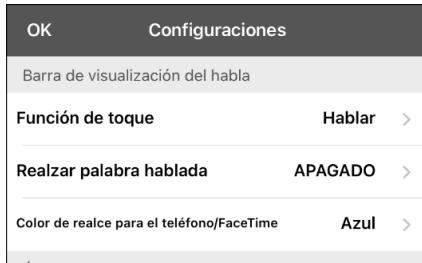 OK Configuraciones
Barra de visualización del habla
Función de toque Hablar
Realzar palabra hablada APAGADO
Color de realce para el teléfono/FaceTime Azul